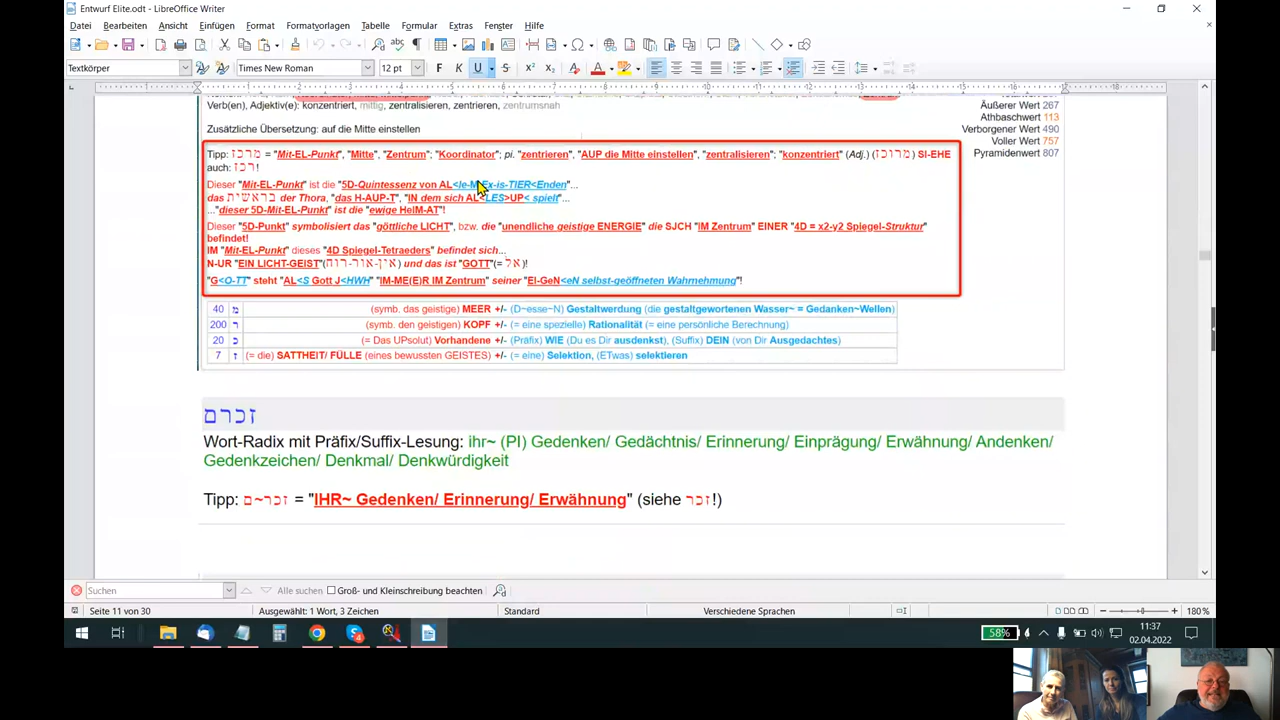 Entwurf Elite.odt - LibreOffice Writer
Datei Bearbeiten Ansicht Einfügen Format Formatvorlagen Tabelle Formular Extras Fenster Hilfe
Textkörper Times New Roman 12 pt F K U S
Verb(en), Adjektiv(e): konzentriert, mittig, zentralisieren, zentrieren, zentrumsnah
Äußerer Wert 267
Athbaschwert 113
Zusätzliche Übersetzung: auf die Mitte einstellen
Verborgener Wert 490
Voller Wert 757
Pyramidenwert 807
Tipp: מרכז = "Mit-EL-Punkt", "Mitte", "Zentrum"; "Koordinator"; pi. "zentrieren", "AUP die Mitte einstellen", "zentralisieren"; "konzentriert" (Adj.) (מרוכז) SI-EHE
auch: רכז!
Dieser "Mit-EL-Punkt" ist die "5D-Quintessenz von AL<le-M Ex-is-TIER<Enden"...
das בראשית der Thora, "das H-AUP-T", "IN dem sich AL<LES>UP< spielt"...
..."dieser 5D-Mit-EL-Punkt ist die "ewige HeiM-AT"!
Dieser "5D-Punkt" symbolisiert das "göttliche LICHT", bzw. die "unendliche geistige ENERGIE" die SJCH "IM Zentrum" EINER "4D = x2-y2 Spiegel-Struktur"
befindet!
IM "Mit-EL-Punkt" dieses "4D Spiegel-Tetraeders" befindet sich...
N-UR "EIN LICHT-GEIST"(אין-אור-רוח) und das ist "GOTT"(= אל)!
"G<O-TT" steht "AL<S Gott J<HWH" "IM-ME(E)R IM Zentrum" seiner "EI-GeN<eN selbst-geöffneten Wahrnehmung"!
40 מ (symb. das geistige) MEER +/- (D~esse~N) Gestaltwerdung (die gestaltgewordenen Wasser~ = Gedanken~Wellen)
200 ר (symb. den geistigen) KOPF +/- (= eine spezielle) Rationalität (= eine persönliche Berechnung)
20 כ (= Das UPsolut) Vorhandene +/- (Präfix) WIE (Du es Dir ausdenkst), (Suffix) DEIN (von Dir Ausgedachtes)
7 ז (= die) SATTHEIT/ FÜLLE (eines bewussten GEISTES) +/- (= eine) Selektion, (ETwas) selektieren
זכרם
Wort-Radix mit Präfix/Suffix-Lesung: ihr~ (PI) Gedenken/ Gedächtnis/ Erinnerung/ Einprägung/ Erwähnung/ Andenken/
Gedenkzeichen/ Denkmal/ Denkwürdigkeit
Tipp: זכר~ם = "IHR~ Gedenken/ Erinnerung/ Erwähnung" (siehe זכר!)
Suchen Alle suchen Groß- und Kleinschreibung beachten
Seite 11 von 30 Ausgewählt: 1 Wort, 3 Zeichen Standard Verschiedene Sprachen 180%
58% 11:37
02.04.2022